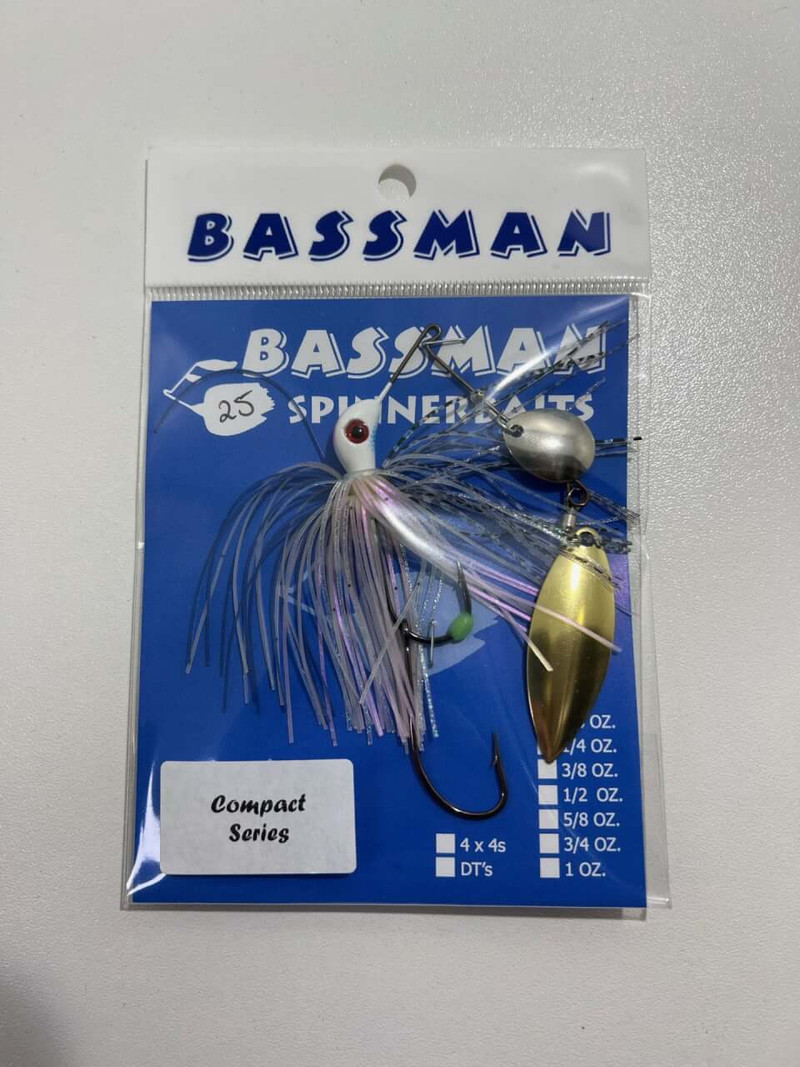 BASSMAN
BASSMAN
25
SPINNERBAITS
OZ.
1/4 OZ.
3/8 OZ.
1/2 OZ.
5/8 OZ.
4 x 4s
3/4 OZ.
DT's
1 OZ.
Compact
Series